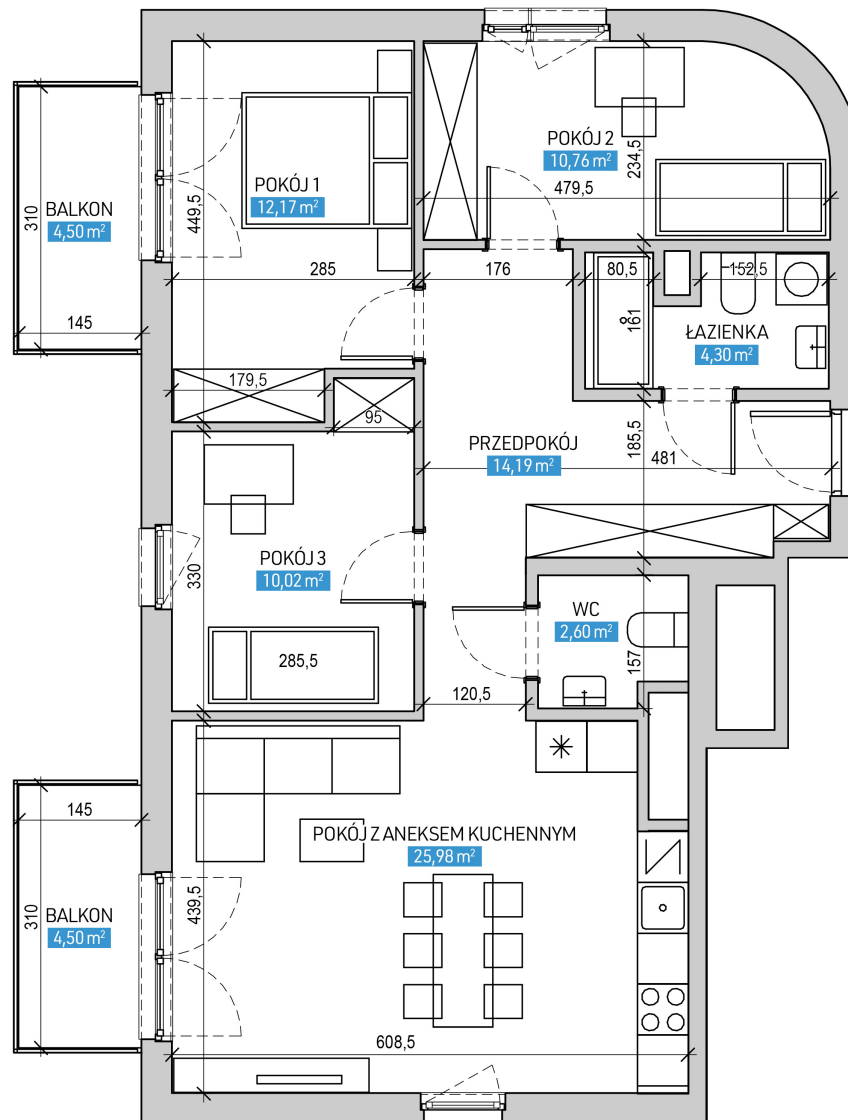 POKÓJ 2
10,76 m²
479,5
234,5
POKÓJ 1
12,17 m²
449,5
285
BALKON
4,50 m²
310
145
176
80,5
152,5
161
ŁAZIENKA
4,30 m²
179,5
95
PRZEDPOKÓJ
14,19 m²
481
185,5
POKÓJ 3
10,02 m²
330
285,5
WC
2,60 m²
157
120,5
145
POKÓJ Z ANEKSEM KUCHENNYM
25,98 m²
439,5
310
BALKON
4,50 m²
608,5